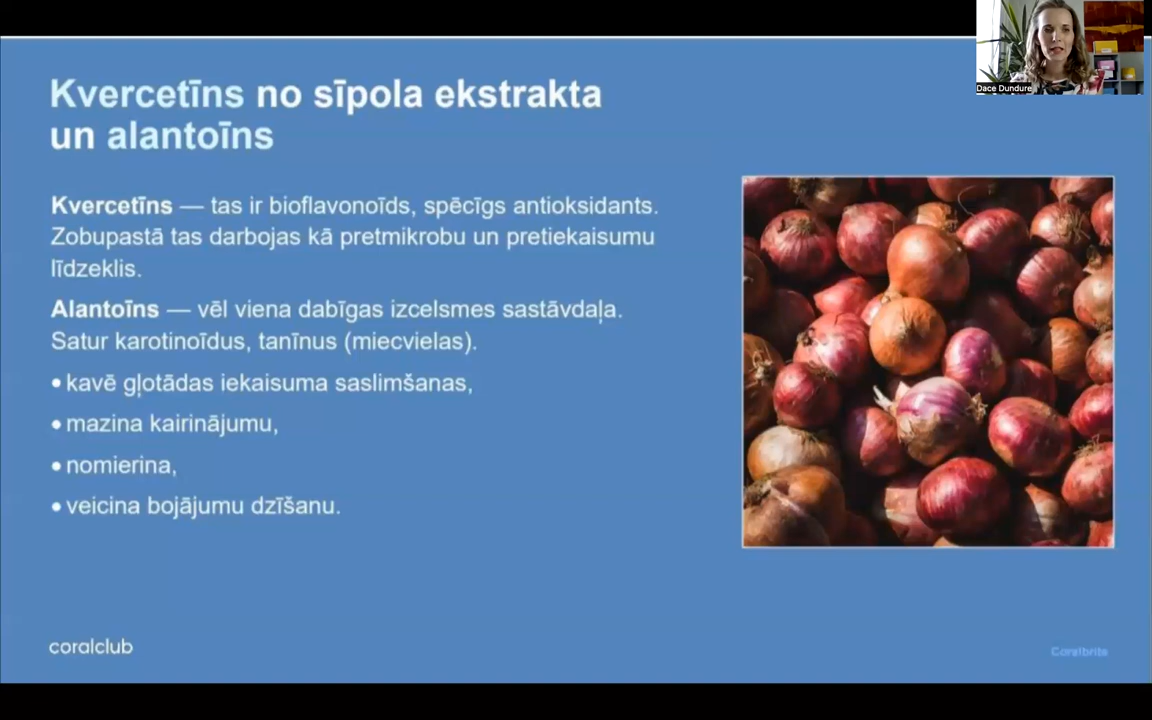 Dace Dundure
Kvercetīns no sīpola ekstrakta
un alantoīns
Kvercetīns — tas ir bioflavonoīds, spēcīgs antioksidants.
Zobupastā tas darbojas kā pretmikrobu un pretiekaisumu
līdzeklis.
Alantoīns — vēl viena dabīgas izcelsmes sastāvdaļa.
Satur karotinoīdus, tanīnus (miecvielas).
• kavē gļotādas iekaisuma saslimšanas,
• mazina kairinājumu,
• nomierina,
• veicina bojājumu dzīšanu.
coralclub
Coralbrite